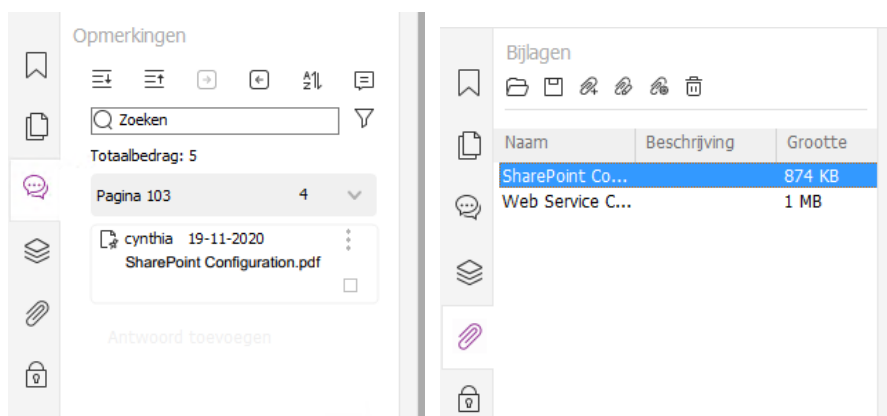 Opmerkingen
Zoeken
Totaalbedrag: 5
Pagina 103 4
cynthia 19-11-2020
SharePoint Configuration.pdf
Antwoord toevoegen
Bijlagen
Naam Beschrijving Grootte
SharePoint Co... 874 KB
Web Service C... 1 MB